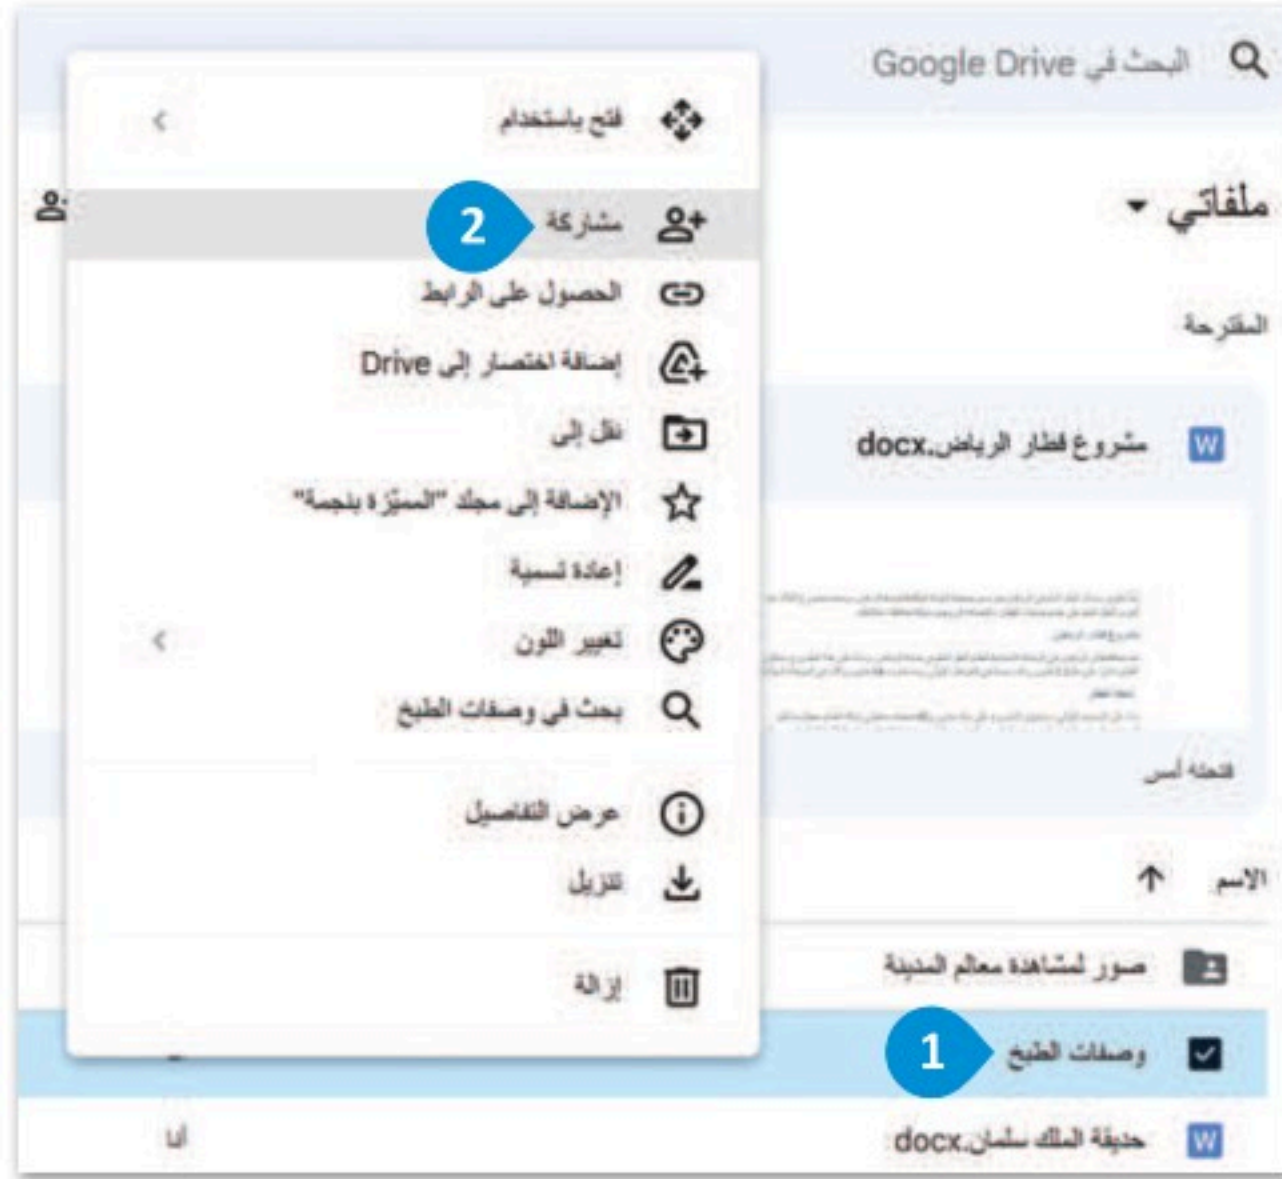 البحث في Google Drive
ملفاتي
المقترحة
مشروع قطار الرياض.docx
فتحته أمس
الاسم
صور لمشاهدة معالم المدينة
1
وصفات الطبخ
حديقة الملك سلمان.docx
أنا
فتح باستخدام
مشاركة
2
الحصول على الرابط
إضافة اختصار إلى Drive
نقل إلى
الإضافة إلى مجلد "المميّزة بنجمة"
إعادة تسمية
تغيير اللون
بحث في وصفات الطبخ
عرض التفاصيل
تنزيل
إزالة